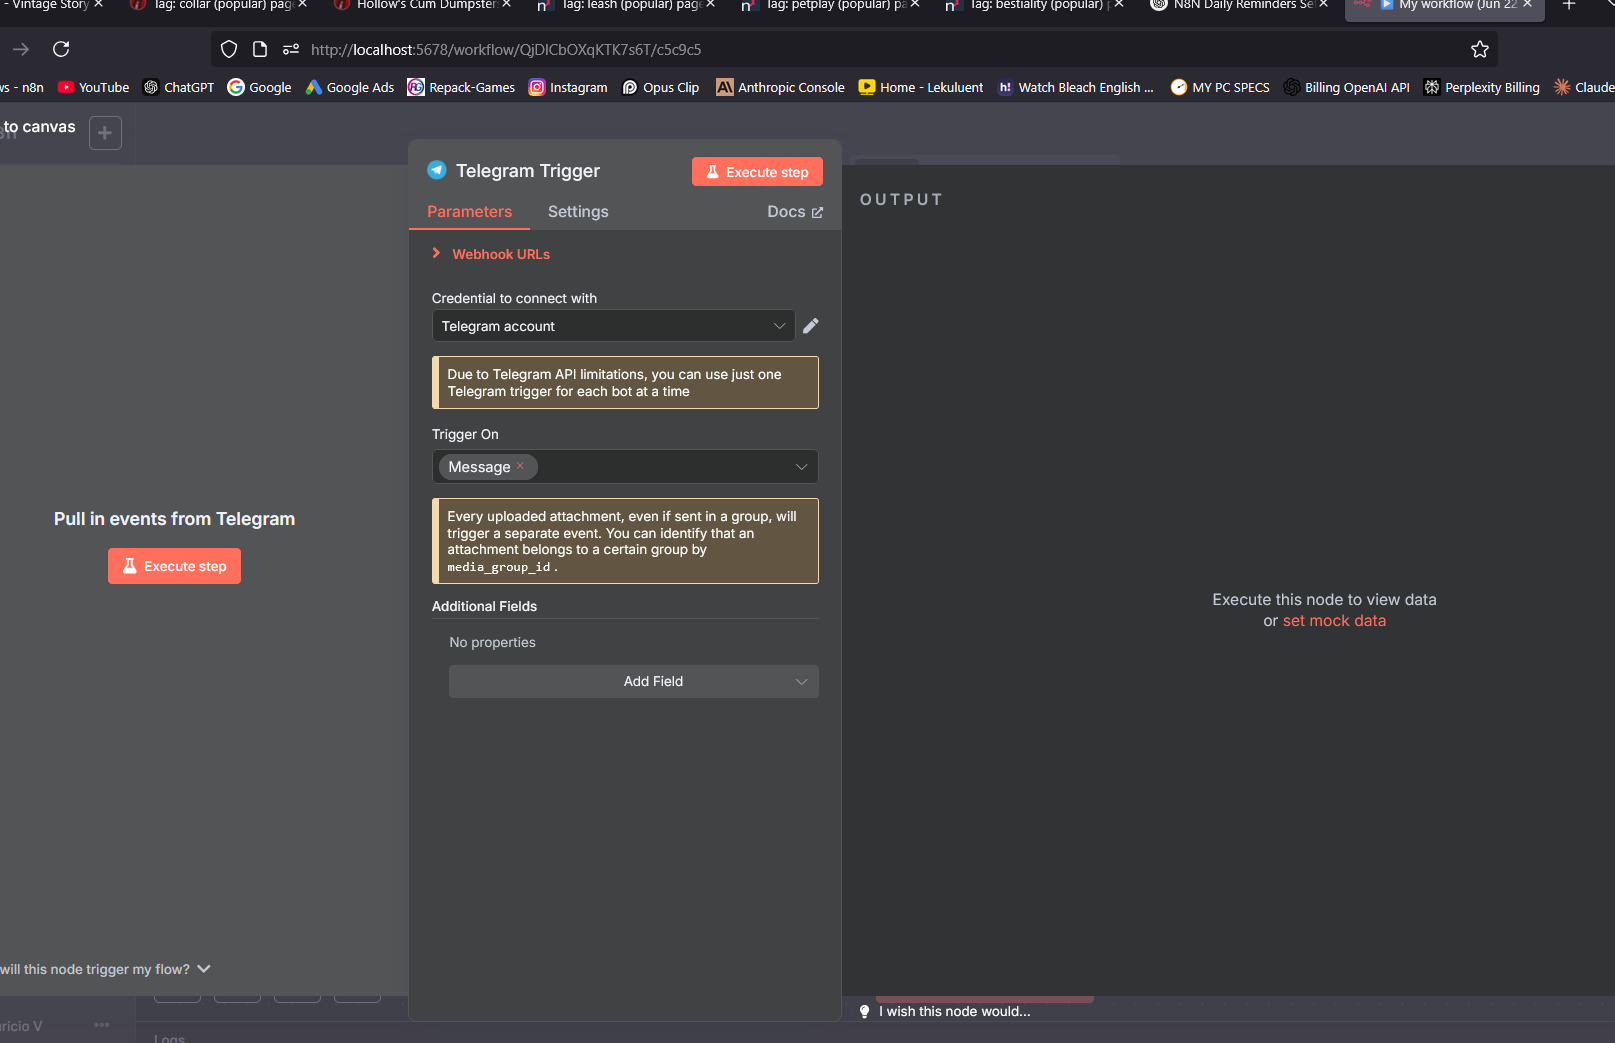 - Vintage Story
Tag: collar (popular) page
Hollow's Cum Dumpster
Tag: leash (popular) page
Tag: petplay (popular) pa
Tag: bestiality (popular) p
N8N Daily Reminders Se
My workflow (Jun 22
http://localhost:5678/workflow/
ws - n8n
YouTube
ChatGPT
Google
Google Ads
Repack-Games
Instagram
Opus Clip
Anthropic Console
Home - Lekuluent
Watch Bleach English ...
MY PC SPECS
Billing OpenAI API
Perplexity Billing
Claude
to canvas
Telegram Trigger
Execute step
Parameters
Settings
Docs
Webhook URLs
Credential to connect with
Telegram account
Due to Telegram API limitations, you can use just one
Telegram trigger for each bot at a time
Trigger On
Message
Every uploaded attachment, even if sent in a group, will
trigger a separate event. You can identify that an
attachment belongs to a certain group by
media_group_id .
Additional Fields
No properties
Add Field
Pull in events from Telegram
Execute step
will this node trigger my flow?
OUTPUT
Execute this node to view data
or set mock data
I wish this node would...
ricio V
Logs